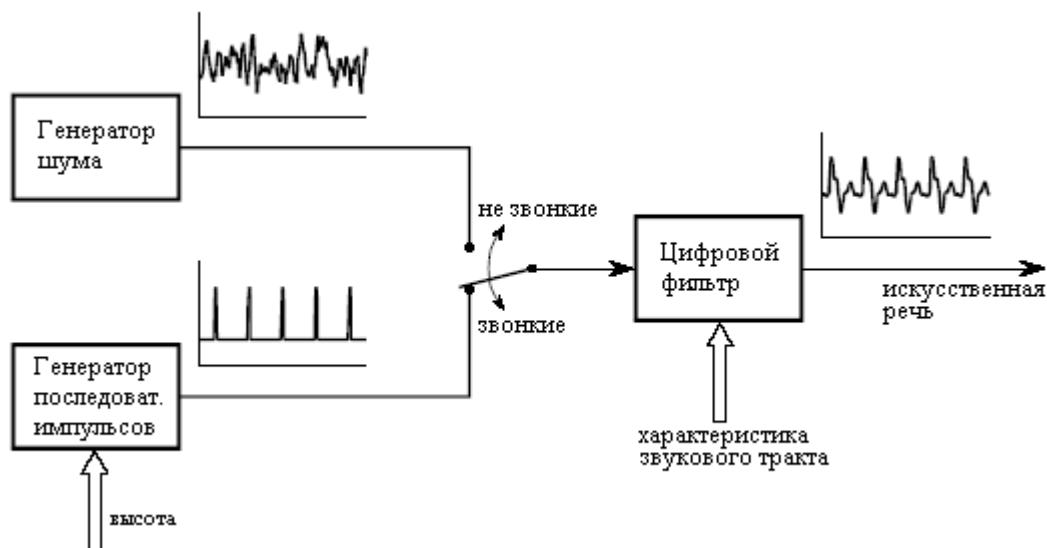 Генератор
шума
не звонкие
звонкие
Цифровой
фильтр
искусственная
речь
Генератор
последоват.
импульсов
высота
характеристика
звукового тракта